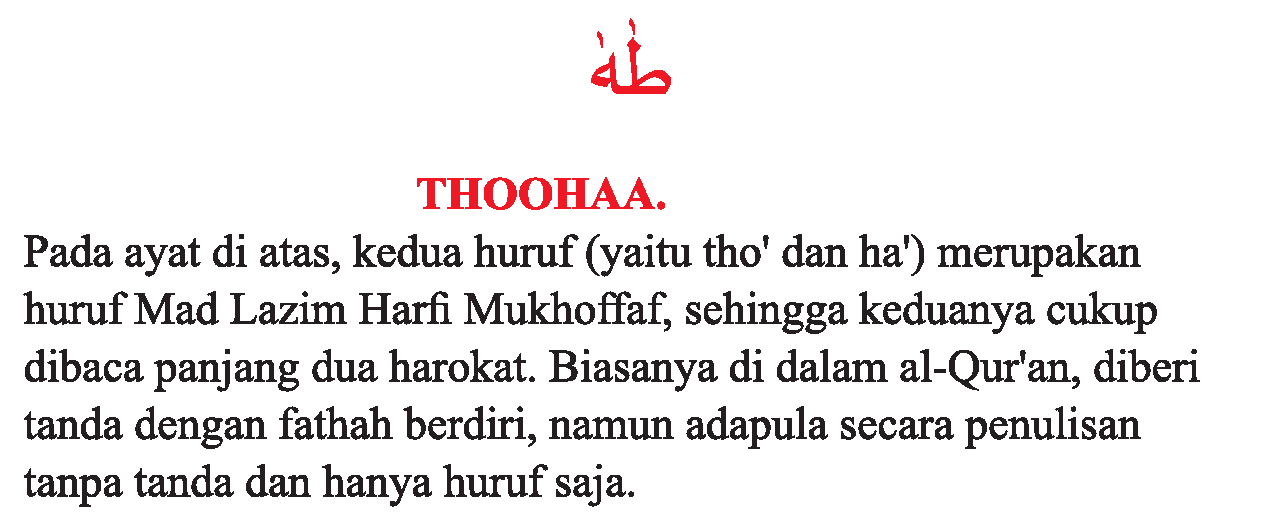 طٰهٰ
THOOHAA.
Pada ayat di atas, kedua huruf (yaitu tho' dan ha') merupakan
huruf Mad Lazim Harfi Mukhoffaf, sehingga keduanya cukup
dibaca panjang dua harokat. Biasanya di dalam al-Qur'an, diberi
tanda dengan fathah berdiri, namun adapula secara penulisan
tanpa tanda dan hanya huruf saja.